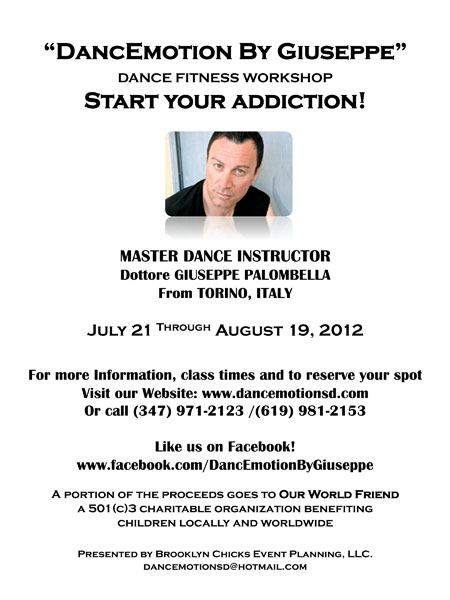 “DancEmotion By Giuseppe”
DANCE FITNESS WORKSHOP
START YOUR ADDICTION!
MASTER DANCE INSTRUCTOR
Dottore GIUSEPPE PALOMBELLA
From TORINO, ITALY
July 21 Through August 19, 2012
For more Information, class times and to reserve your spot
Visit our Website: www.dancemotionsd.com
Or call (347) 971-2123 /(619) 981-2153
Like us on Facebook!
www.facebook.com/DancEmotionByGiuseppe
A portion of the proceeds goes to Our World Friend
a 501(c)3 charitable organization benefiting
children locally and worldwide
Presented by Brooklyn Chicks Event Planning, LLC.
dancemotionsd@hotmail.com